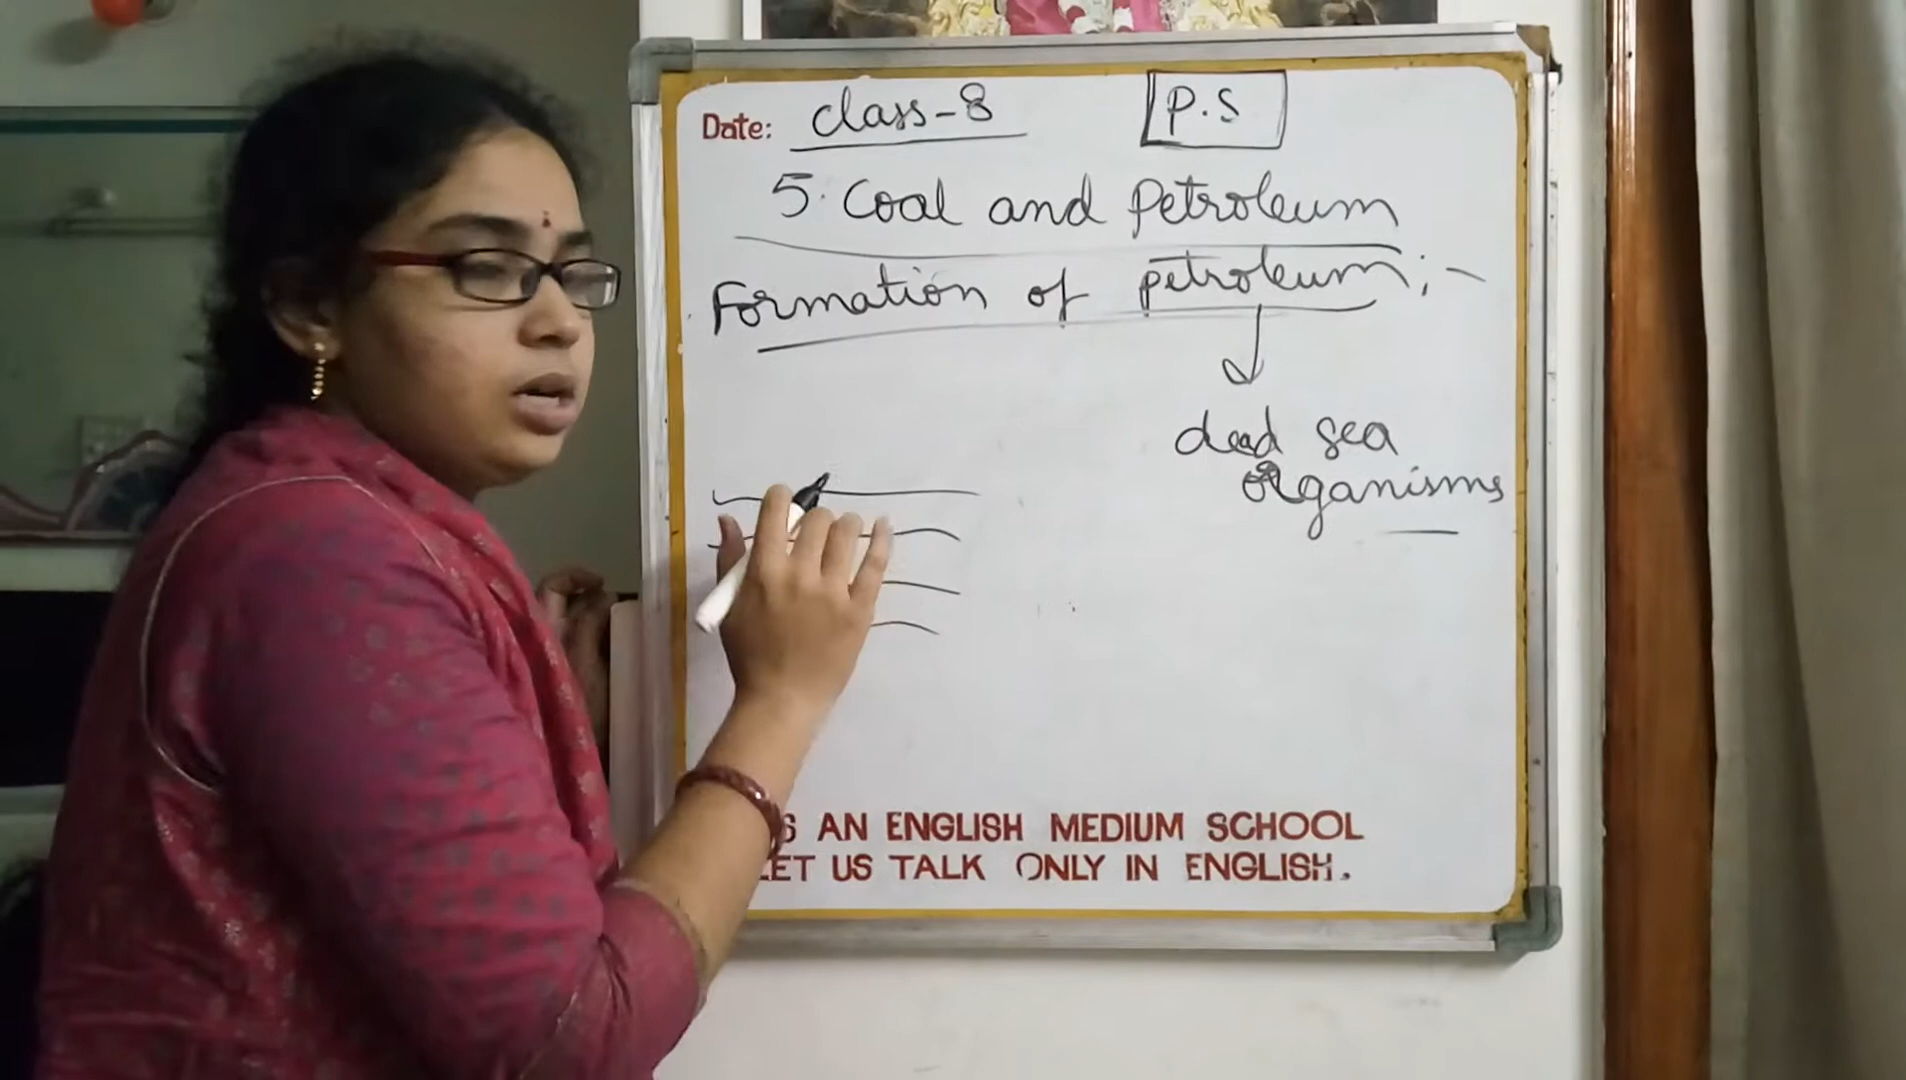 Date: Class-8 P.S
5. Coal and Petroleum
Formation of petroleum;-
dead sea
organisms
AN ENGLISH MEDIUM SCHOOL
LET US TALK ONLY IN ENGLISH.